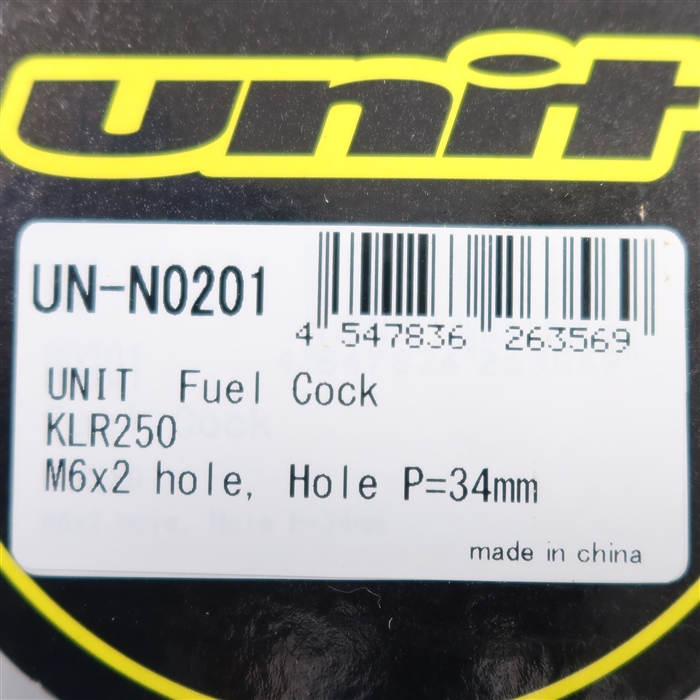 unit
UN-N0201
4 547836 263569
UNIT Fuel Cock
KLR250
M6x2 hole, Hole P=34mm
made in china